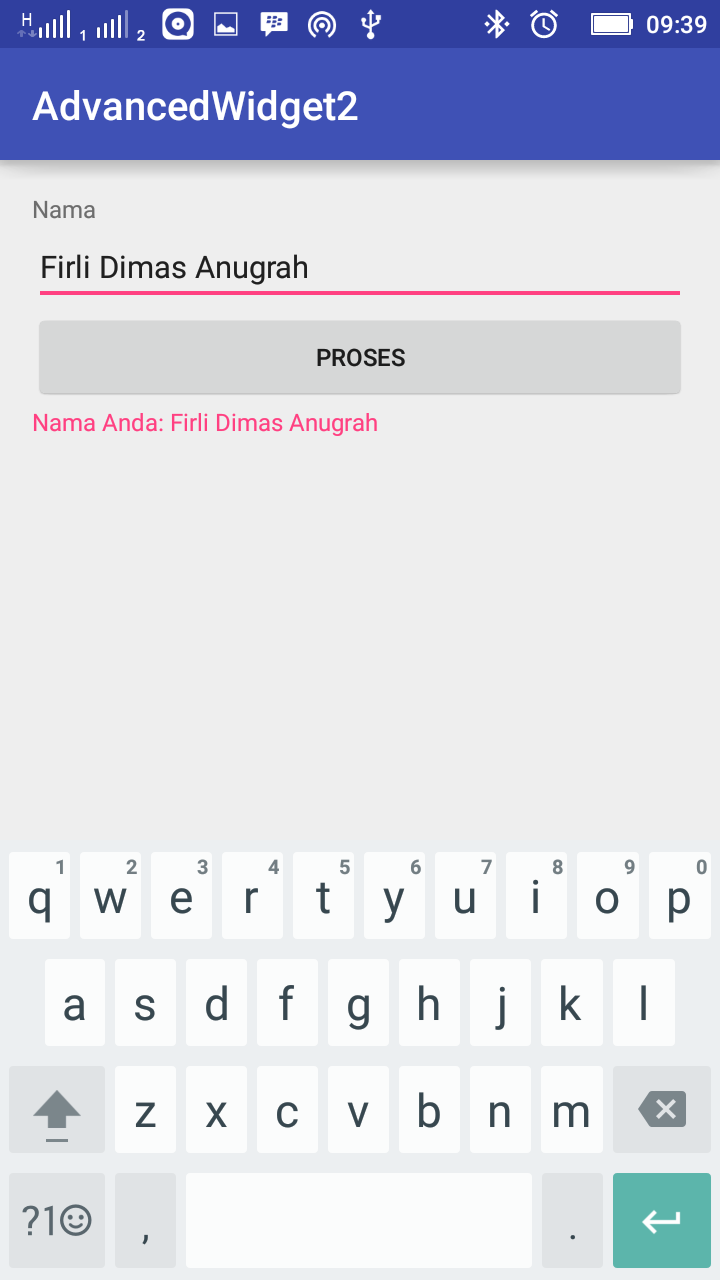 H 1 2 09:39
AdvancedWidget2
Nama
Firli Dimas Anugrah
PROSES
Nama Anda: Firli Dimas Anugrah
1 2 3 4 5 6 7 8 9 0
q w e r t y u i o p
a s d f g h j k l
z x c v b n m
?1☺ , .